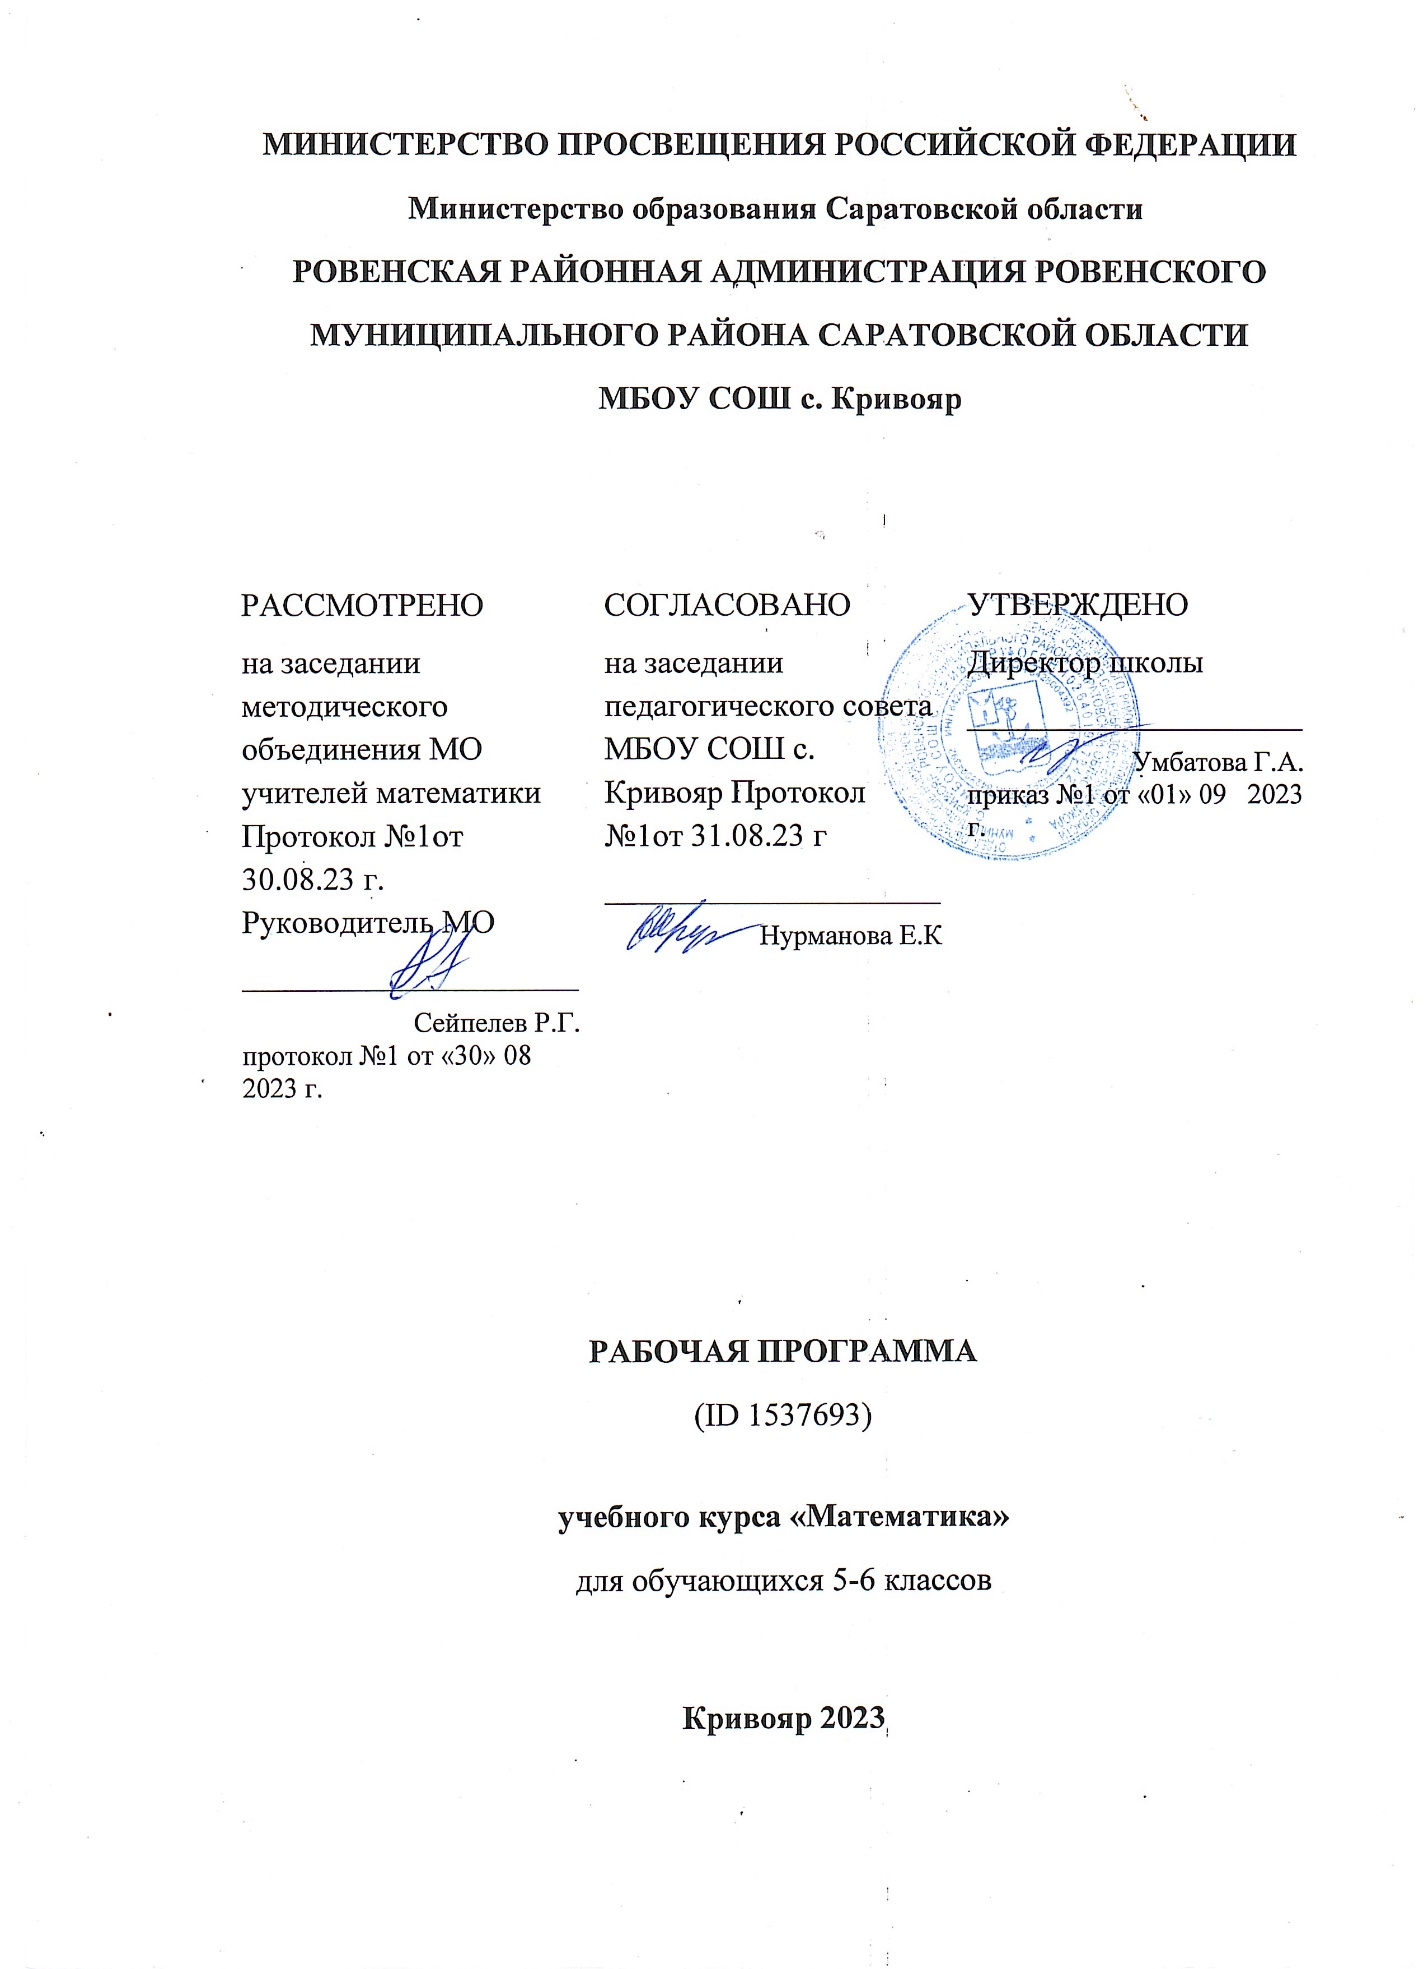 МИНИСТЕРСТВО ПРОСВЕЩЕНИЯ РОССИЙСКОЙ ФЕДЕРАЦИИ
Министерство образования Саратовской области
РОВЕНСКАЯ РАЙОННАЯ АДМИНИСТРАЦИЯ РОВЕНСКОГО
МУНИЦИПАЛЬНОГО РАЙОНА САРАТОВСКОЙ ОБЛАСТИ
МБОУ СОШ с. Кривояр
РАССМОТРЕНО
на заседании
методического
объединения МО
учителей математики
Протокол №1от
30.08.23 г.
Руководитель МО
Сейпелев Р.Г.
протокол №1 от «30» 08
2023 г.
СОГЛАСОВАНО
на заседании
педагогического совета
МБОУ СОШ с.
Кривояр Протокол
№1от 31.08.23 г
Нурманова Е.К
УТВЕРЖДЕНО
Директор школы
Умбатова Г.А.
приказ №1 от «01» 09 2023
г.
РАБОЧАЯ ПРОГРАММА
(ID 1537693)
учебного курса «Математика»
для обучающихся 5-6 классов
Кривояр 2023